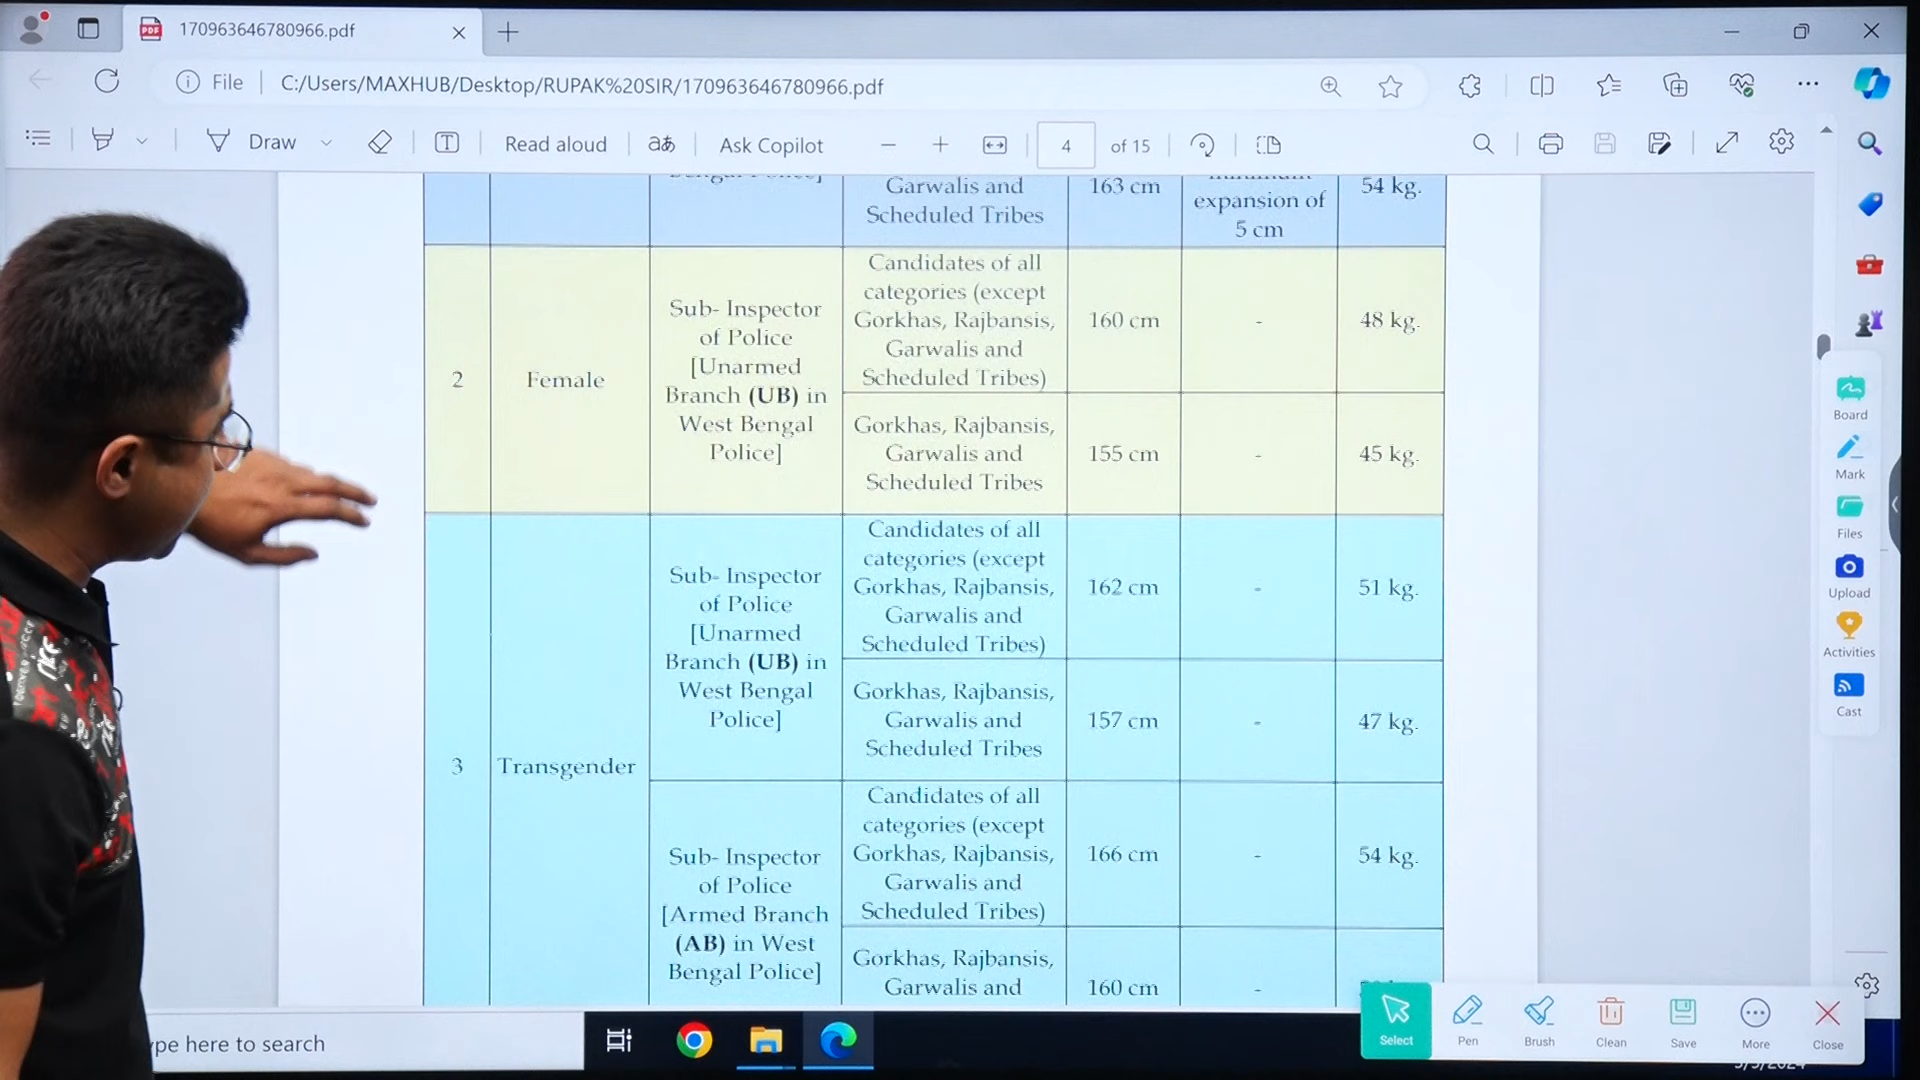 170963646780966.pdf
File
C:/Users/MAXHUB/Desktop/RUPAK%20SIR/170963646780966.pdf
Draw
Read aloud
aあ
Ask Copilot
4
of 15
Garwalis and
Scheduled Tribes
163 cm
expansion of
5 cm
54 kg.
2
Female
Sub- Inspector
of Police
[Unarmed
Branch (UB) in
West Bengal
Police]
Candidates of all
categories (except
Gorkhas, Rajbansis,
Garwalis and
Scheduled Tribes)
160 cm
-
48 kg.
Gorkhas, Rajbansis,
Garwalis and
Scheduled Tribes
155 cm
-
45 kg.
3
Transgender
Sub- Inspector
of Police
[Unarmed
Branch (UB) in
West Bengal
Police]
Candidates of all
categories (except
Gorkhas, Rajbansis,
Garwalis and
Scheduled Tribes)
162 cm
-
51 kg.
Gorkhas, Rajbansis,
Garwalis and
Scheduled Tribes
157 cm
-
47 kg.
Sub- Inspector
of Police
[Armed Branch
(AB) in West
Bengal Police]
Candidates of all
categories (except
Gorkhas, Rajbansis,
Garwalis and
Scheduled Tribes)
166 cm
-
54 kg.
Gorkhas, Rajbansis,
Garwalis and
160 cm
-
Board
Mark
Files
Upload
Activities
Cast
Select
Pen
Brush
Clean
Save
More
Close
here to search